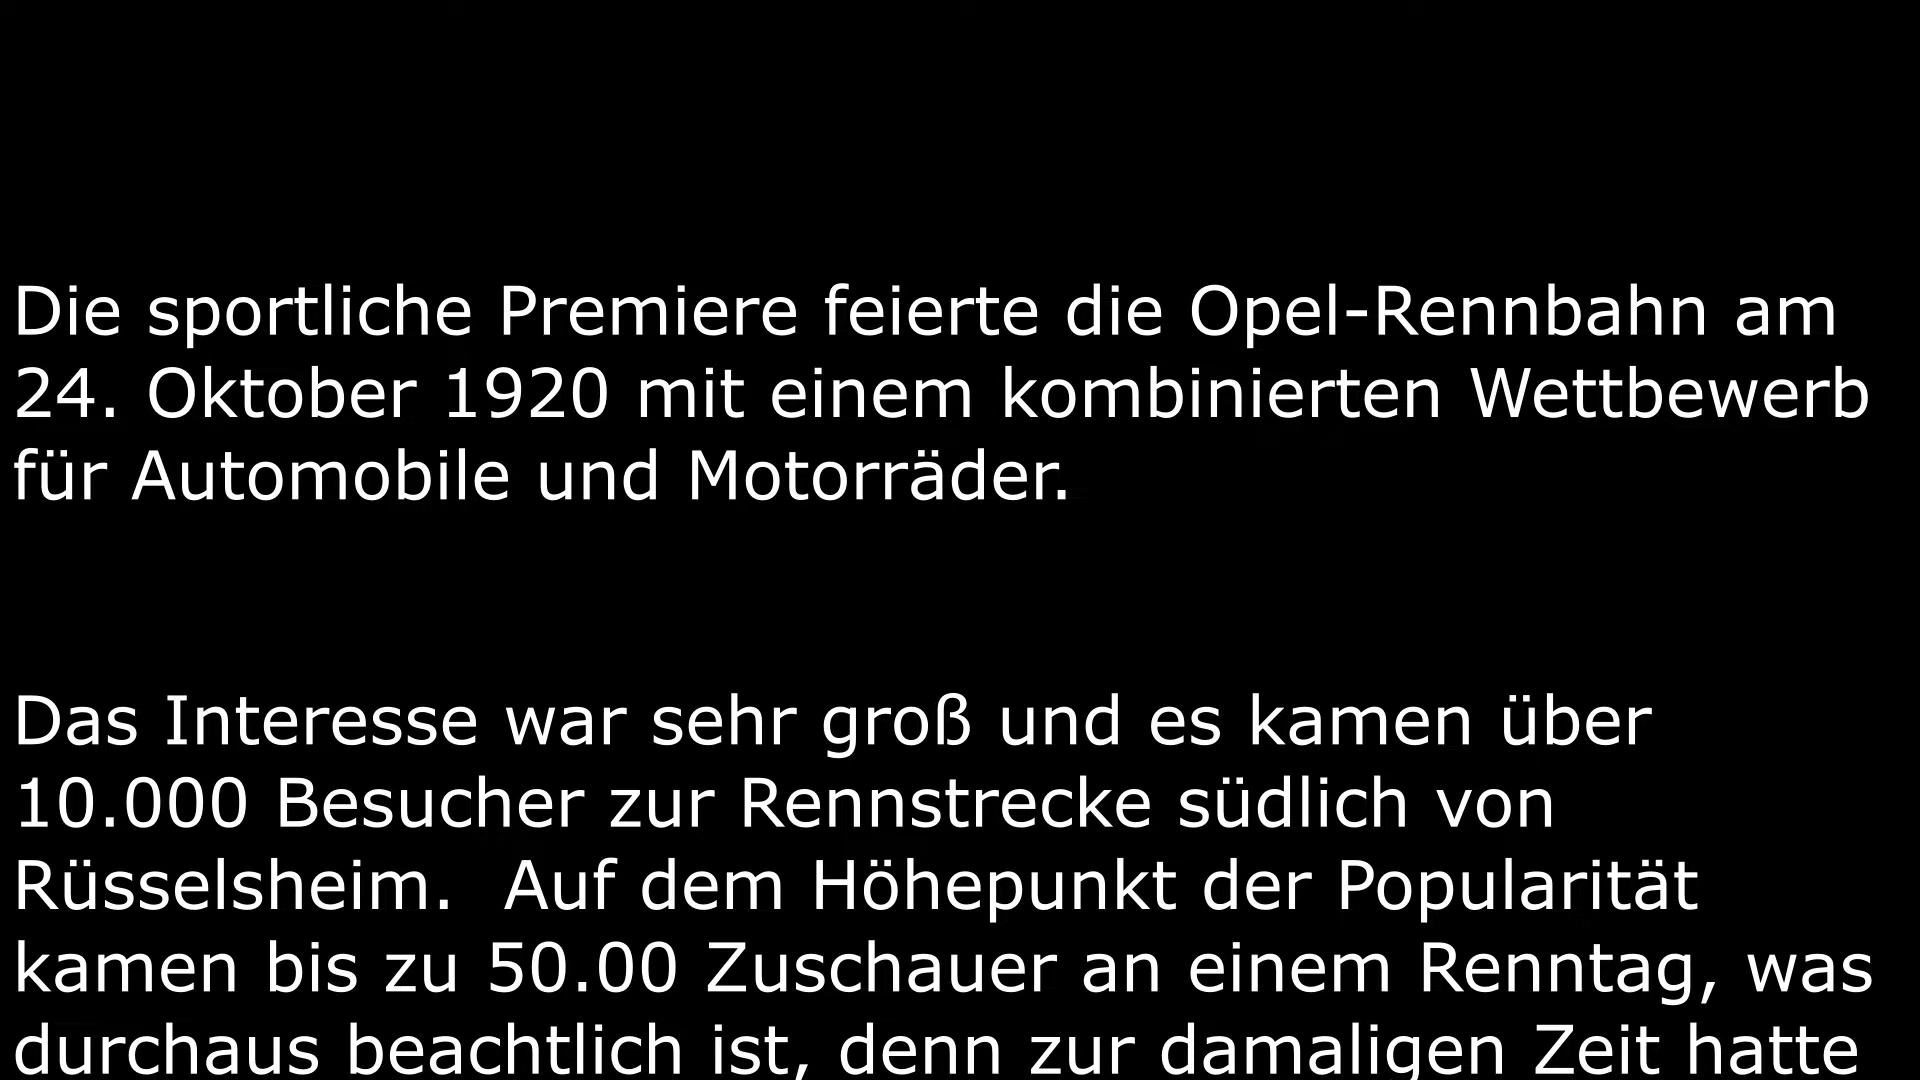 Die sportliche Premiere feierte die Opel-Rennbahn am
24. Oktober 1920 mit einem kombinierten Wettbewerb
für Automobile und Motorräder.
Das Interesse war sehr groß und es kamen über
10.000 Besucher zur Rennstrecke südlich von
Rüsselsheim.  Auf dem Höhepunkt der Popularität
kamen bis zu 50.00 Zuschauer an einem Renntag, was
durchaus beachtlich ist, denn zur damaligen Zeit hatte